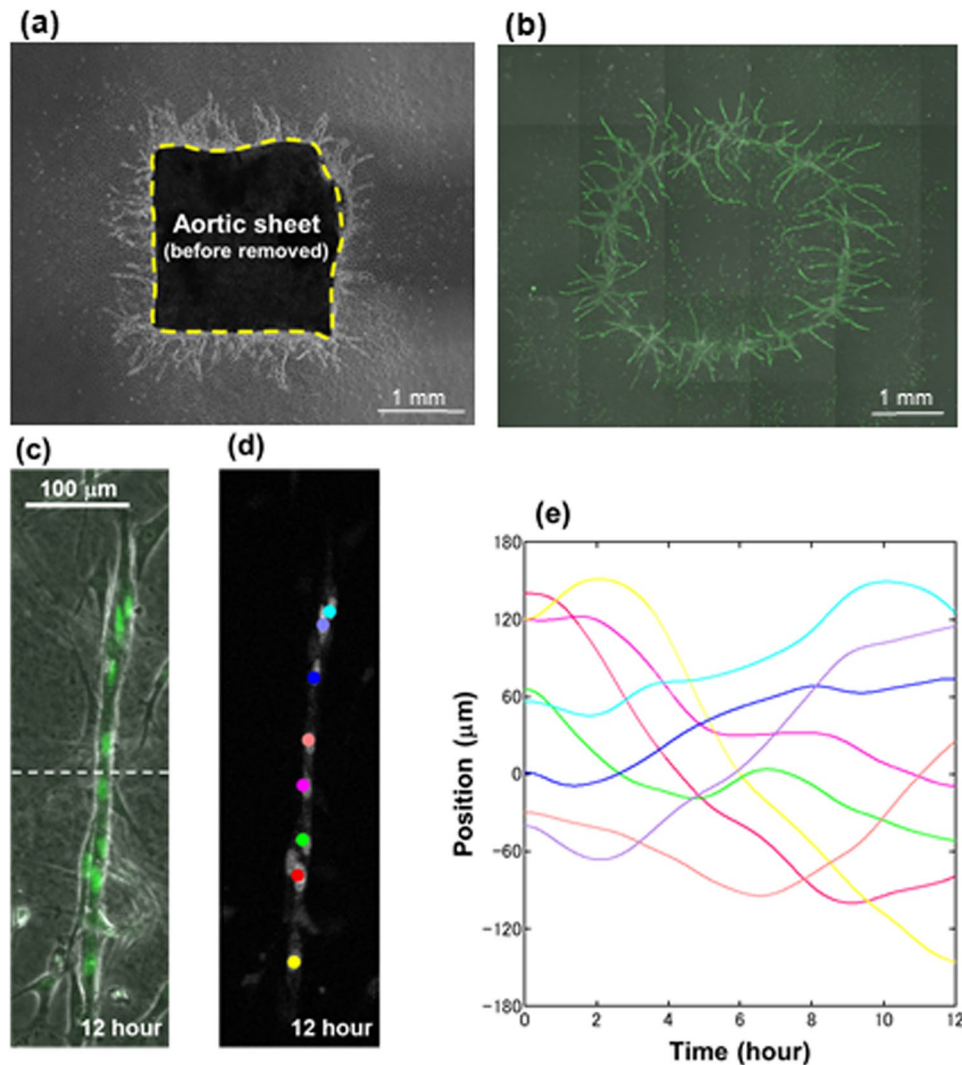 (a)
Aortic sheet
(before removed)
1 mm
(b)
1 mm
(c)
100 μm
12 hour
(d)
12 hour
(e)
Position (μm)
180
120
60
0
-60
-120
-180
0 2 4 6 8 10 12
Time (hour)